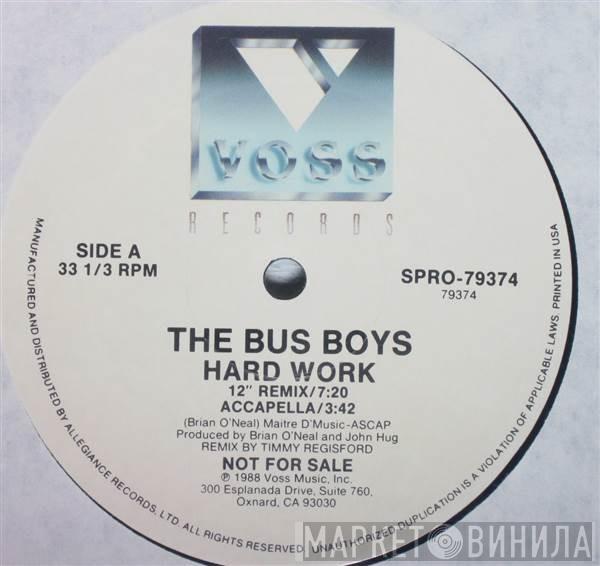 VOSS
RECORDS
SIDE A
33 1/3 RPM
SPRO-79374
79374
THE BUS BOYS
HARD WORK
12" REMIX/7:20
ACCAPELLA/3:42
(Brian O'Neal) Maitre D'Music-ASCAP
Produced by Brian O'Neal and John Hug
REMIX BY TIMMY REGISFORD
NOT FOR SALE
℗ 1988 Voss Music, Inc.
300 Esplanada Drive, Suite 760,
Oxnard, CA 93030
MANUFACTURED AND DISTRIBUTED BY ALLEGIANCE RECORDS, LTD. ALL RIGHTS RESERVED. UNAUTHORIZED DUPLICATION IS A VIOLATION OF APPLICABLE LAWS. PRINTED IN USA
МАРКЕТ ВИНИЛА